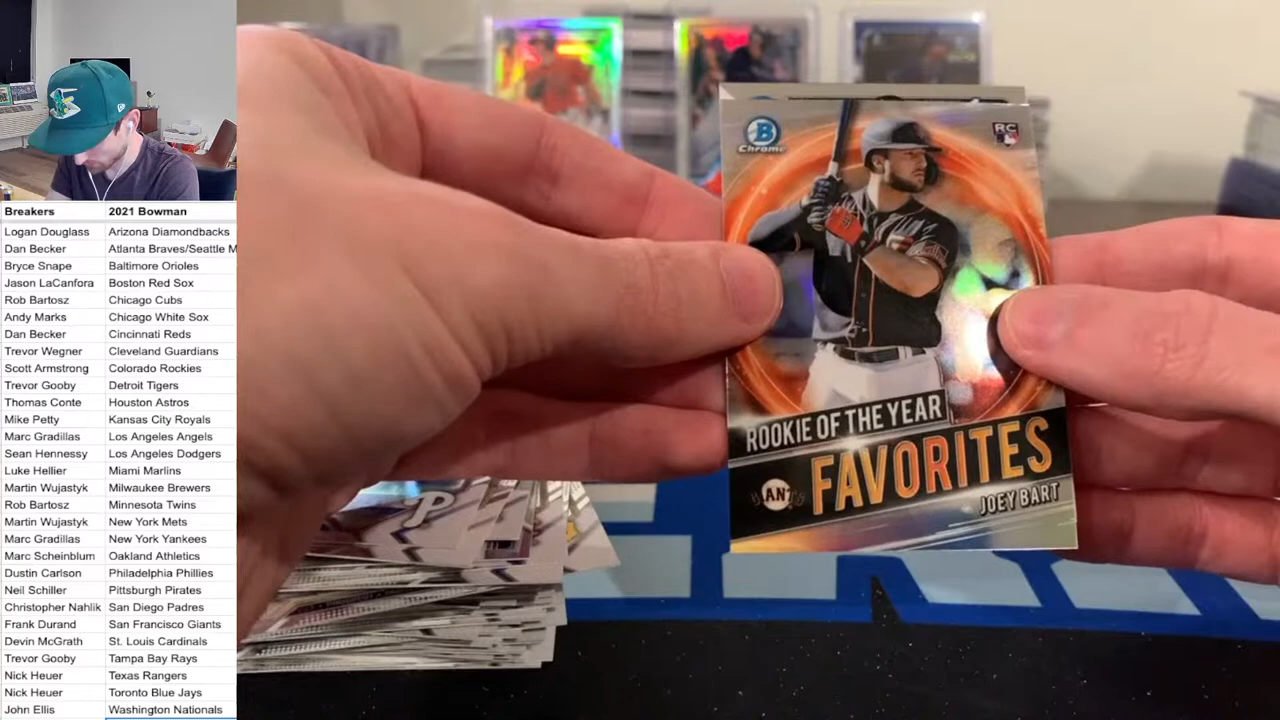 Breakers 2021 Bowman
Logan Douglass Arizona Diamondbacks
Dan Becker Atlanta Braves/Seattle M
Bryce Snape Baltimore Orioles
Jason LaCanfora Boston Red Sox
Rob Bartosz Chicago Cubs
Andy Marks Chicago White Sox
Dan Becker Cincinnati Reds
Trevor Wegner Cleveland Guardians
Scott Armstrong Colorado Rockies
Trevor Gooby Detroit Tigers
Thomas Conte Houston Astros
Mike Petty Kansas City Royals
Marc Gradillas Los Angeles Angels
Sean Hennessy Los Angeles Dodgers
Luke Hellier Miami Marlins
Martin Wujastyk Milwaukee Brewers
Rob Bartosz Minnesota Twins
Martin Wujastyk New York Mets
Marc Gradillas New York Yankees
Marc Scheinblum Oakland Athletics
Dustin Carlson Philadelphia Phillies
Neil Schiller Pittsburgh Pirates
Christopher Nahlik San Diego Padres
Frank Durand San Francisco Giants
Devin McGrath St. Louis Cardinals
Trevor Gooby Tampa Bay Rays
Nick Heuer Texas Rangers
Nick Heuer Toronto Blue Jays
John Ellis Washington Nationals
B
Chrome
RC
ROOKIE OF THE YEAR
FAVORITES
JOEY BART
P